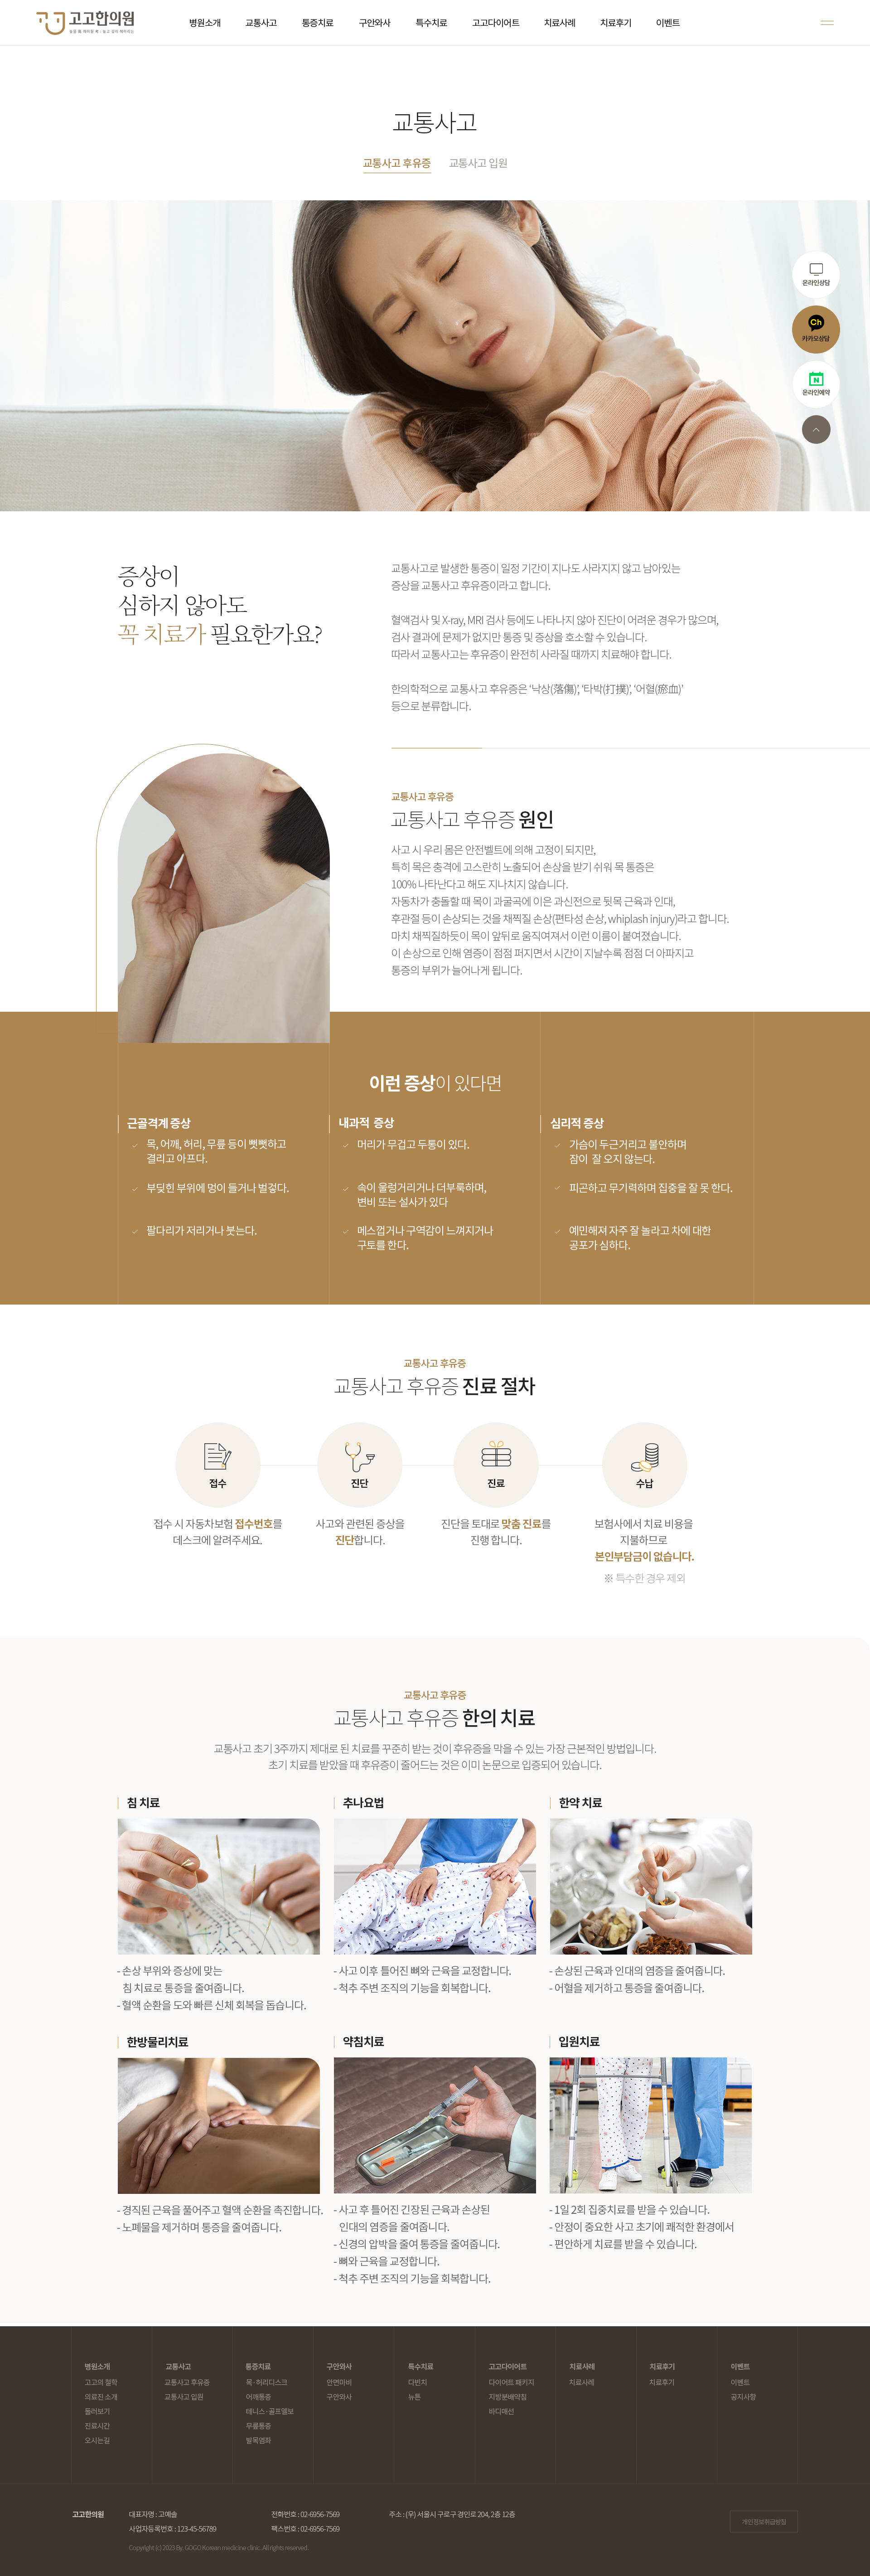 고고한의원
병원소개 교통사고 통증치료 구안와사 특수치료 고고다이어트 치료사례 치료후기 이벤트
교통사고
교통사고 후유증 교통사고 입원
온라인상담
Ch
카카오상담
N
온라인예약
증상이
심하지 않아도
꼭 치료가 필요한가요?
교통사고로 발생한 통증이 일정 기간이 지나도 사라지지 않고 남아있는
증상을 교통사고 후유증이라고 합니다.
혈액검사 및 X-ray, MRI 검사 등에도 나타나지 않아 진단이 어려운 경우가 많으며,
검사 결과에 문제가 없지만 통증 및 증상을 호소할 수 있습니다.
따라서 교통사고는 후유증이 완전히 사라질 때까지 치료해야 합니다.
한의학적으로 교통사고 후유증은 '낙상(落傷)', '타박(打撲)', '어혈(瘀血)'
등으로 분류합니다.
교통사고 후유증
교통사고 후유증 원인
사고 시 우리 몸은 안전벨트에 의해 고정이 되지만,
특히 목은 충격에 고스란히 노출되어 손상을 받기 쉬워 목 통증은
100% 나타난다고 해도 지나치지 않습니다.
자동차가 충돌할 때 목이 과굴곡에 이은 과신전으로 뒷목 근육과 인대,
후관절 등이 손상되는 것을 채찍질 손상(편타성 손상, whiplash injury)라고 합니다.
마치 채찍질하듯이 목이 앞뒤로 움직여져서 이런 이름이 붙여졌습니다.
이 손상으로 인해 염증이 점점 퍼지면서 시간이 지날수록 점점 더 아파지고
통증의 부위가 늘어나게 됩니다.
이런 증상이 있다면
근골격계 증상
목, 어깨, 허리, 무릎 등이 뻣뻣하고
결리고 아프다.
부딪힌 부위에 멍이 들거나 벌겋다.
팔다리가 저리거나 붓는다.
내과적 증상
머리가 무겁고 두통이 있다.
속이 울렁거리거나 더부룩하며,
변비 또는 설사가 있다
메스껍거나 구역감이 느껴지거나
구토를 한다.
심리적 증상
가슴이 두근거리고 불안하며
잠이 잘 오지 않는다.
피곤하고 무기력하며 집중을 잘 못 한다.
예민해져 자주 잘 놀라고 차에 대한
공포가 심하다.
교통사고 후유증
교통사고 후유증 진료 절차
접수
접수 시 자동차보험 접수번호를
데스크에 알려주세요.
진단
사고와 관련된 증상을
진단합니다.
진료
진단을 토대로 맞춤 진료를
진행 합니다.
수납
보험사에서 치료 비용을
지불하므로
본인부담금이 없습니다.
※ 특수한 경우 제외
교통사고 후유증
교통사고 후유증 한의 치료
교통사고 초기 3주까지 제대로 된 치료를 꾸준히 받는 것이 후유증을 막을 수 있는 가장 근본적인 방법입니다.
초기 치료를 받았을 때 후유증이 줄어드는 것은 이미 논문으로 입증되어 있습니다.
침 치료
- 손상 부위와 증상에 맞는
침 치료로 통증을 줄여줍니다.
- 혈액 순환을 도와 빠른 신체 회복을 돕습니다.
추나요법
- 사고 이후 틀어진 뼈와 근육을 교정합니다.
- 척추 주변 조직의 기능을 회복합니다.
한약 치료
- 손상된 근육과 인대의 염증을 줄여줍니다.
- 어혈을 제거하고 통증을 줄여줍니다.
한방물리치료
- 경직된 근육을 풀어주고 혈액 순환을 촉진합니다.
- 노폐물을 제거하며 통증을 줄여줍니다.
약침치료
- 사고 후 틀어진 긴장된 근육과 손상된
인대의 염증을 줄여줍니다.
- 신경의 압박을 줄여 통증을 줄여줍니다.
- 뼈와 근육을 교정합니다.
- 척추 주변 조직의 기능을 회복합니다.
입원치료
- 1일 2회 집중치료를 받을 수 있습니다.
- 안정이 중요한 사고 초기에 쾌적한 환경에서
- 편안하게 치료를 받을 수 있습니다.
병원소개
고고의 철학
의료진 소개
둘러보기
진료시간
오시는길
교통사고
교통사고 후유증
교통사고 입원
통증치료
목·허리디스크
어깨통증
테니스·골프엘보
무릎통증
발목염좌
구안와사
안면마비
구안와사
특수치료
다빈치
뉴튼
고고다이어트
다이어트 패키지
지방분배약침
바디매선
치료사례
치료사례
치료후기
치료후기
이벤트
이벤트
공지사항
고고한의원
대표자명 : 고예솔 전화번호 : 02-6956-7569 주소 : (우) 서울시 구로구 경인로 204, 2층 12층
사업자등록번호 : 123-45-56789 팩스번호 : 02-6956-7569
개인정보취급방침
Copyright (c) 2023 By. GOGO Korean medicine clinic. All rights reserved.